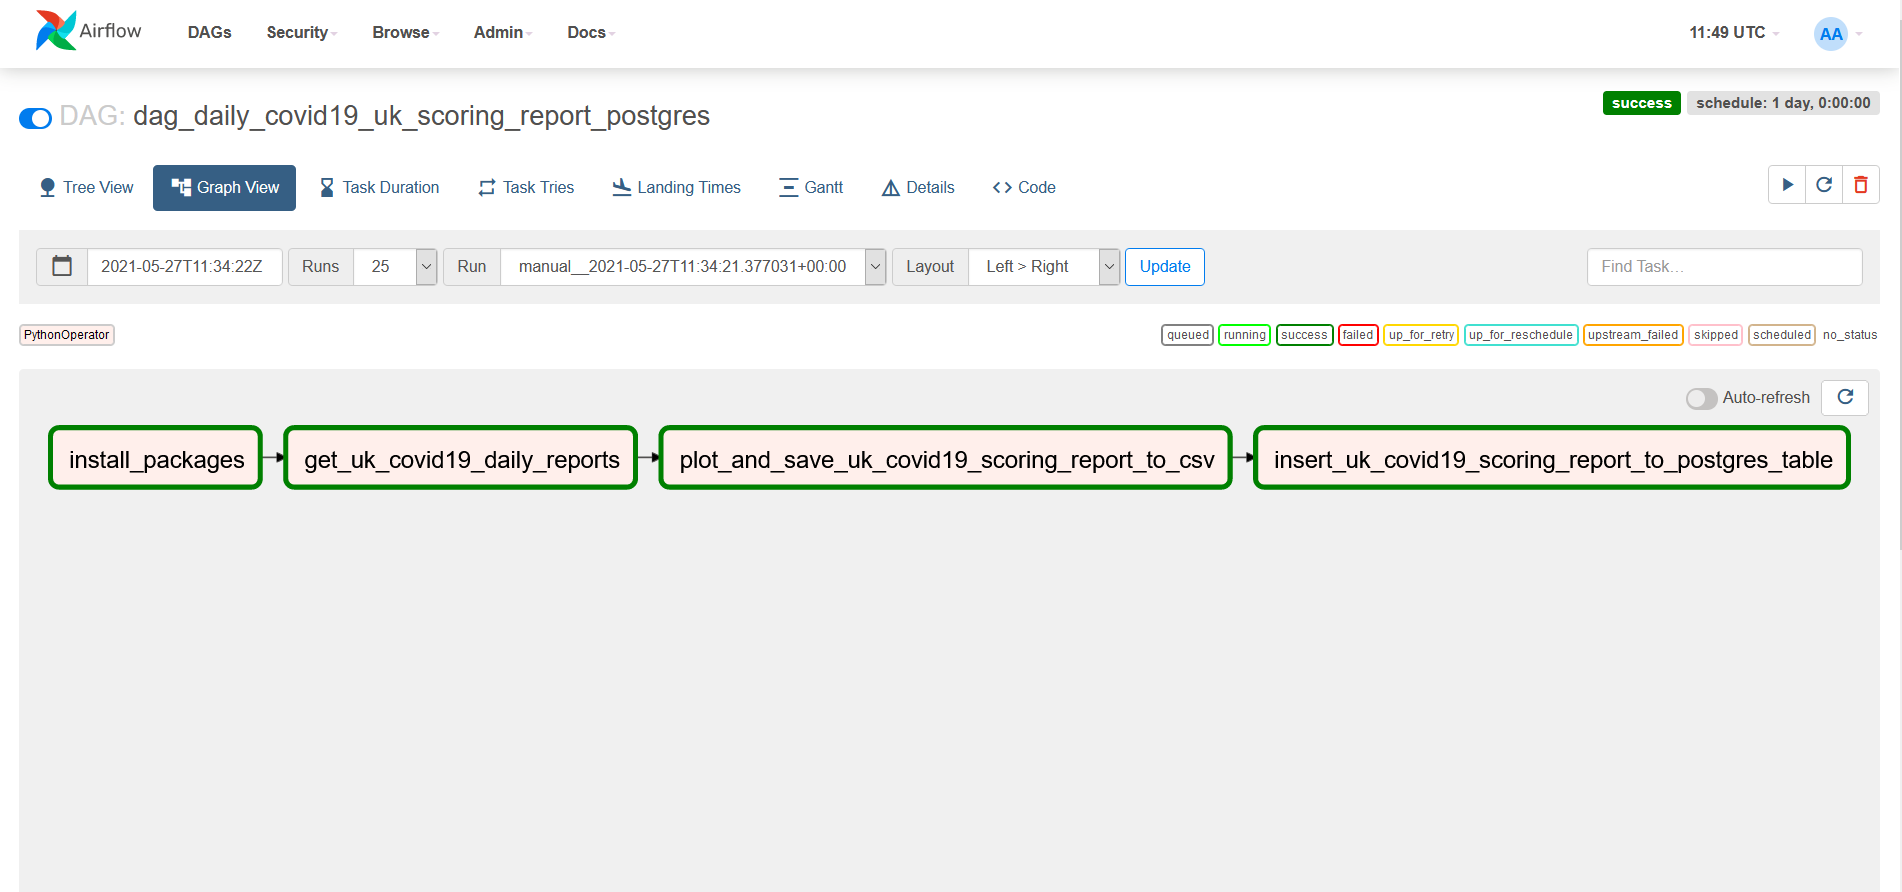 Airflow DAGs Security Browse Admin Docs 11:49 UTC AA
DAG: dag_daily_covid19_uk_scoring_report_postgres success schedule: 1 day, 0:00:00
Tree View Graph View Task Duration Task Tries Landing Times Gantt Details <> Code
2021-05-27T11:34:22Z Runs 25 Run manual__2021-05-27T11:34:21.377031+00:00 Layout Left > Right Update Find Task...
PythonOperator queued running success failed up_for_retry up_for_reschedule upstream_failed skipped scheduled no_status
Auto-refresh
install_packages get_uk_covid19_daily_reports plot_and_save_uk_covid19_scoring_report_to_csv insert_uk_covid19_scoring_report_to_postgres_table